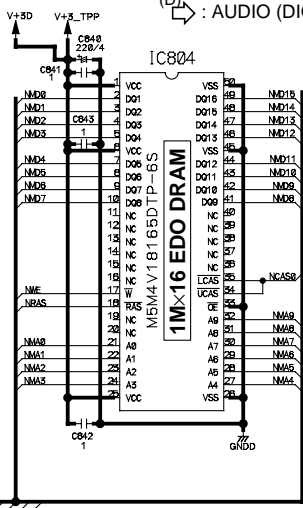 (D)
: AUDIO (DIG
V+3D V+3_TPP
C840
220/4
C841
1
IC804
1 VCC VSS 50
NMD0 2 DQ1 DQ16 49 NMD15
NMD1 3 DQ2 DQ15 48 NMD14
NMD2 4 DQ3 DQ14 47 NMD13
NMD3 5 DQ4 DQ13 46 NMD12
C843
1
6 VCC VSS 45
NMD4 7 DQ5 DQ12 44 NMD11
NMD5 8 DQ6 DQ11 43 NMD10
NMD6 9 DQ7 DQ10 42 NMD9
NMD7 10 DQ8 DQ9 41 NMD8
11 NC NC 40
12 NC NC 39
13 NC NC 38
14 NC NC 37
15 NC NC 36
16 NC LCAS 35 NCAS0
NWE 17 W UCAS 34
NRAS 18 RAS OE 33
19 NC A9 32 NMA9
20 NC A8 31 NMA8
NMA0 21 A0 A7 30 NMA7
NMA1 22 A1 A6 29 NMA6
NMA2 23 A2 A5 28 NMA5
NMA3 24 A3 A4 27 NMA4
25 VCC VSS 26
M5M4V18165DTP-6S
1M×16 EDO DRAM
C842
1
GNDD